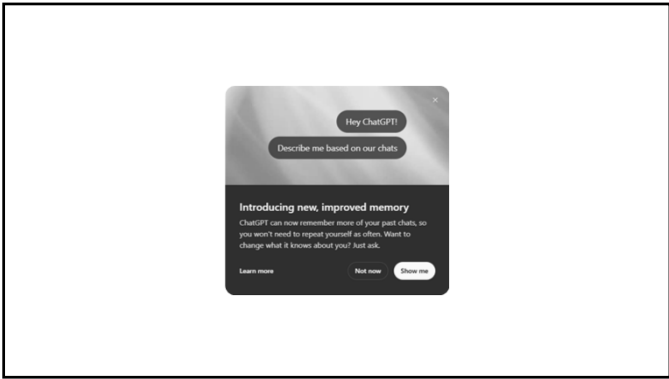 Hey ChatGPT!
Describe me based on our chats
Introducing new, improved memory
ChatGPT can now remember more of your past chats, so
you won't need to repeat yourself as often. Want to
change what it knows about you? Just ask.
Learn more
Not now
Show me